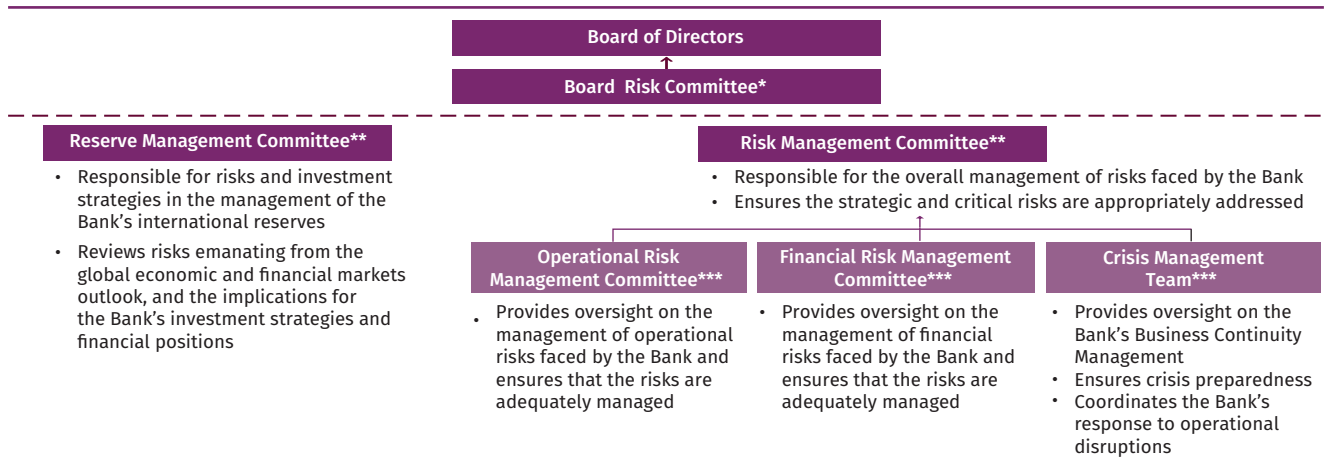 Board of Directors
Board Risk Committee*
Reserve Management Committee**
• Responsible for risks and investment
strategies in the management of the
Bank's international reserves
• Reviews risks emanating from the
global economic and financial markets
outlook, and the implications for
the Bank's investment strategies and
financial positions
Risk Management Committee**
• Responsible for the overall management of risks faced by the Bank
• Ensures the strategic and critical risks are appropriately addressed
Operational Risk
Management Committee***
• Provides oversight on the
management of operational
risks faced by the Bank and
ensures that the risks are
adequately managed
Financial Risk Management
Committee***
• Provides oversight on the
management of financial
risks faced by the Bank and
ensures that the risks are
adequately managed
Crisis Management
Team***
• Provides oversight on the
Bank's Business Continuity
Management
• Ensures crisis preparedness
• Coordinates the Bank's
response to operational
disruptions